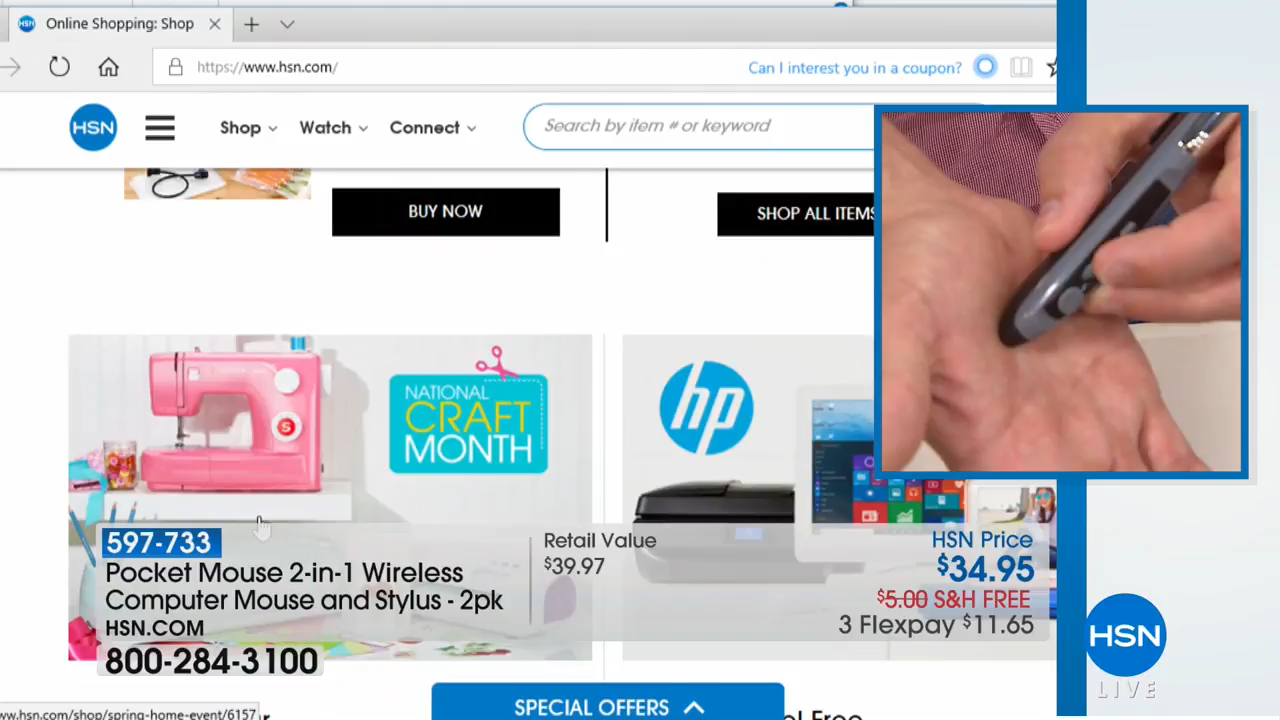 HSN
Online Shopping: Shop
https://www.hsn.com/
Can I interest you in a coupon?
HSN
Shop
Watch
Connect
Search by item # or keyword
BUY NOW
SHOP ALL ITEMS
NATIONAL
CRAFT
MONTH
S
hp
597-733
Pocket Mouse 2-in-1 Wireless
Computer Mouse and Stylus - 2pk
HSN.COM
800-284-3100
Retail Value
$39.97
HSN Price
$34.95
$5.00 S&H FREE
3 Flexpay $11.65
HSN
LIVE
SPECIAL OFFERS
www.hsn.com/shop/spring-home-event/6157